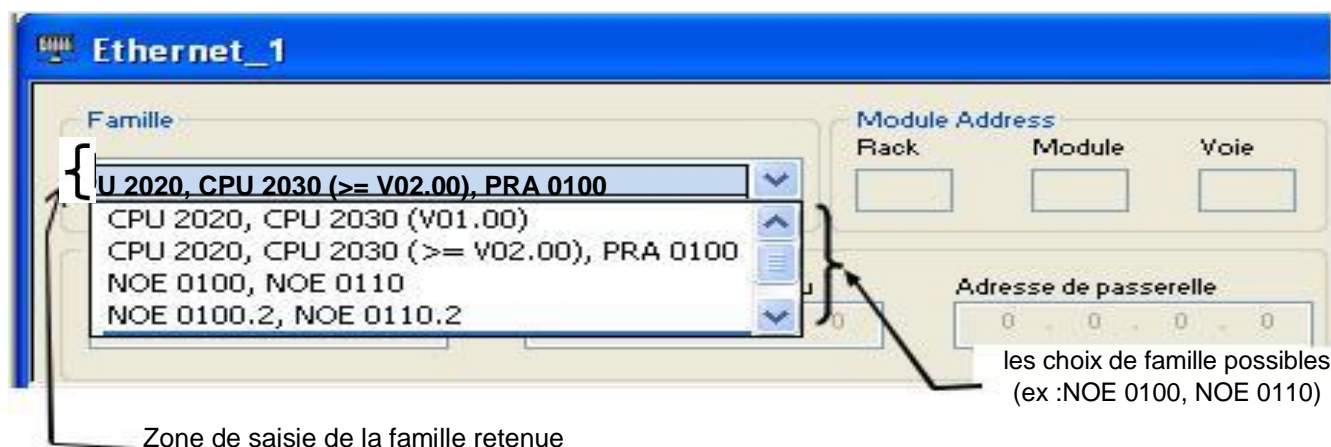 Ethernet_1
Famille
Module Address
Rack Module Voie
U 2020, CPU 2030 (>= V02.00), PRA 0100
CPU 2020, CPU 2030 (V01.00)
CPU 2020, CPU 2030 (>= V02.00), PRA 0100
NOE 0100, NOE 0110
NOE 0100.2, NOE 0110.2
Adresse de passerelle
0 0 . 0 . 0 . 0
les choix de famille possibles
(ex :NOE 0100, NOE 0110)
Zone de saisie de la famille retenue